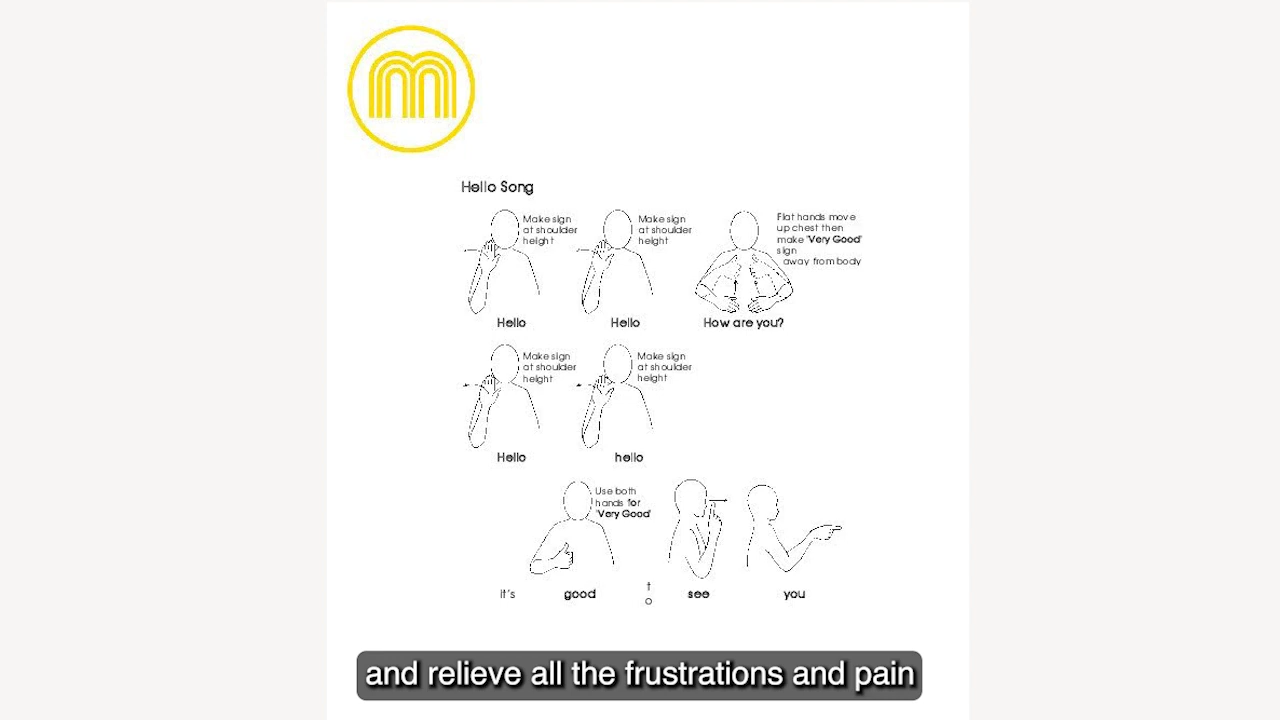 Hello Song
Make sign
at shoulder
height
Make sign
at shoulder
height
Flat hands move
up chest then
make 'Very Good'
sign
away from body
Hello
Hello
How are you?
Make sign
at shoulder
height
Make sign
at shoulder
height
Hello
hello
Use both
hands for
'Very Good'
it's good t
o see you
and relieve all the frustrations and pain